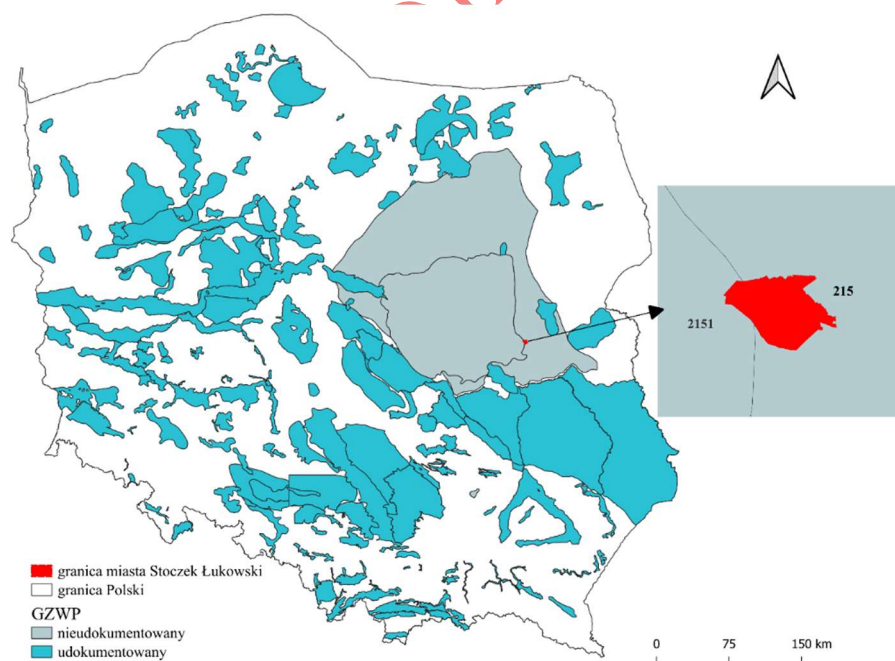 215
2151
granica miasta Stoczek Łukowski
granica Polski
GZWP
nieudokumentowany
udokumentowany
0 75 150 km